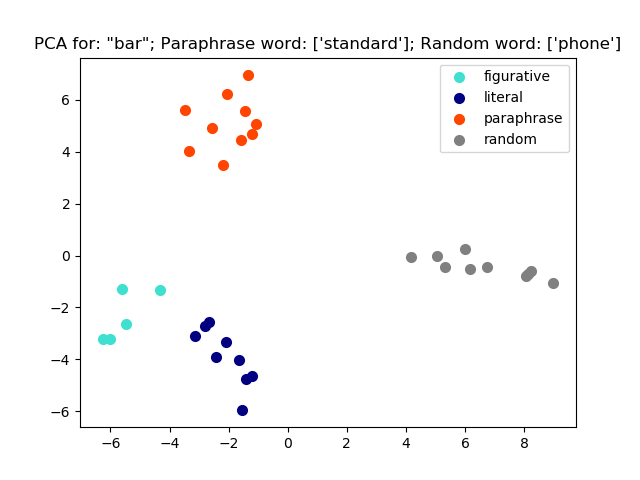 PCA for: "bar"; Paraphrase word: ['standard']; Random word: ['phone']
figurative
literal
paraphrase
random
6
4
2
0
−2
−4
−6
−6 −4 −2 0 2 4 6 8